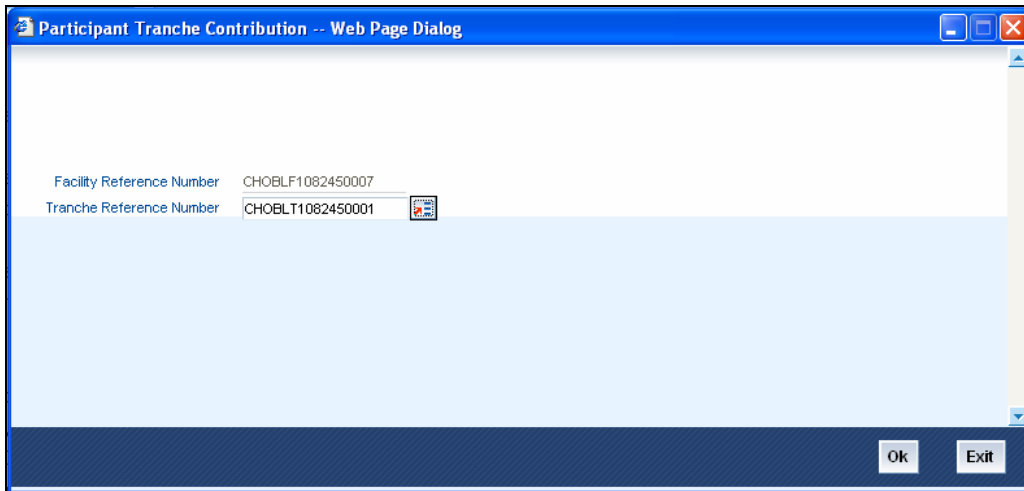 Participant Tranche Contribution -- Web Page Dialog
Facility Reference Number CHOBLF1082450007
Tranche Reference Number CHOBLT1082450001
Ok Exit